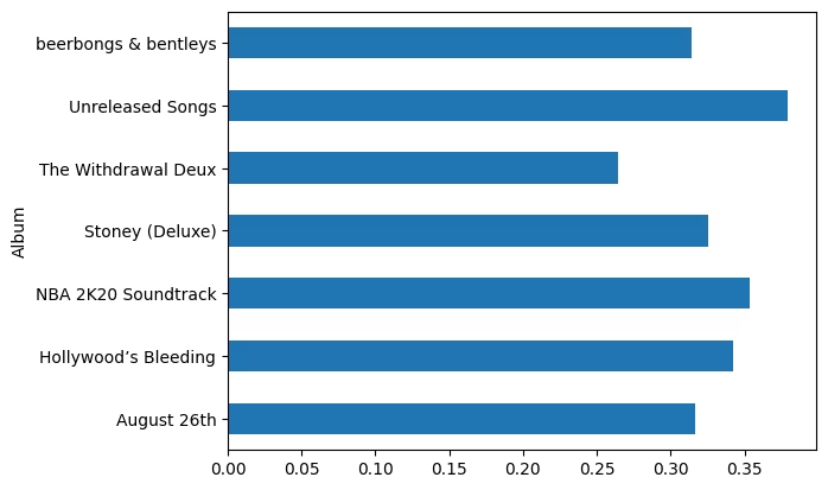 beerbongs & bentleys
Unreleased Songs
The Withdrawal Deux
Stoney (Deluxe)
NBA 2K20 Soundtrack
Hollywood’s Bleeding
August 26th
Album
0.00 0.05 0.10 0.15 0.20 0.25 0.30 0.35